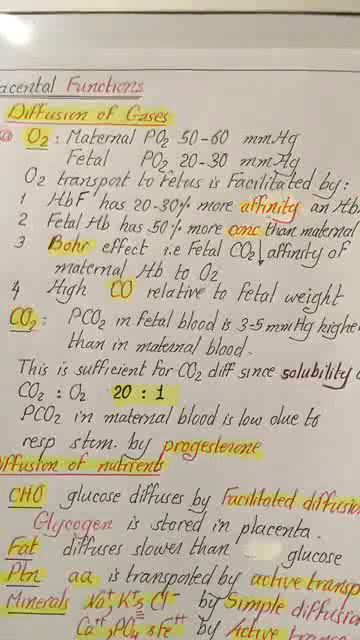 acental Functions
Diffusion of Gases
O₂ : Maternal PO₂ 50-60 mmHg
Fetal PO₂ 20-30 mmHg
O₂ transport to Fetus is Facilitated by:
1 HbF has 20-30% more affinity an Hb
2 Fetal Hb has 50% more conc than maternal
3 Bohr effect i.e Fetal CO₂↓ affinity of
maternal Hb to O₂
4 High CO relative to Fetal weight
CO₂ : PCO₂ in Fetal blood is 3-5 mmHg highe
than in maternal blood.
This is sufficient for CO₂ diff since solubility o
CO₂ : O₂ 20 : 1
PCO₂ in maternal blood is low due to
resp stm. by progesterone
Diffusion of nutrients
CHO glucose diffuses by Facilitated diffusion
Glycogen is stored in placenta.
Fat diffuses slower than glucose
Ptn aa is transported by active transp
Minerals Na⁺, K⁺ & Cl⁻ by Simple diffusion
Ca⁺⁺, PO₄ & Fe⁺⁺ by Active tran